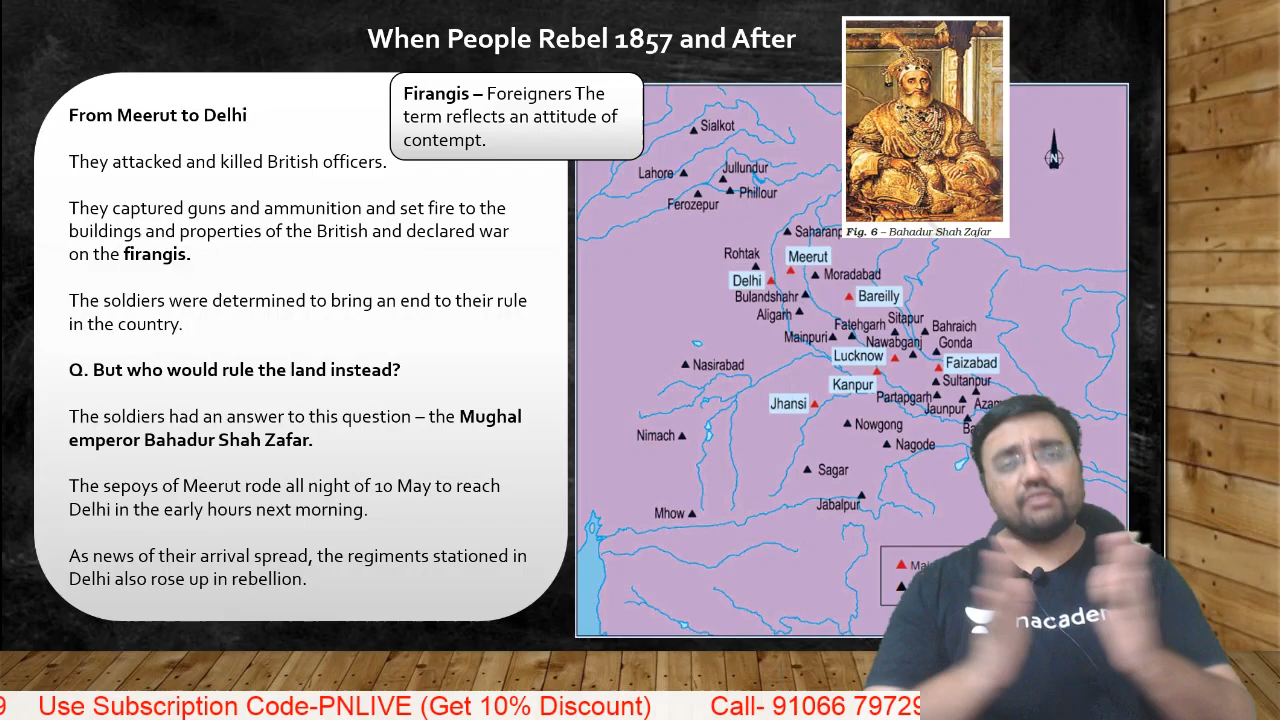 When People Rebel 1857 and After
From Meerut to Delhi
Firangis – Foreigners The
term reflects an attitude of
contempt.
They attacked and killed British officers.
They captured guns and ammunition and set fire to the
buildings and properties of the British and declared war
on the firangis.
The soldiers were determined to bring an end to their rule
in the country.
Q. But who would rule the land instead?
The soldiers had an answer to this question – the Mughal
emperor Bahadur Shah Zafar.
The sepoys of Meerut rode all night of 10 May to reach
Delhi in the early hours next morning.
As news of their arrival spread, the regiments stationed in
Delhi also rose up in rebellion.
Fig. 6 – Bahadur Shah Zafar
N
Sialkot
Lahore
Jullundur
Phillour
Ferozepur
Rohtak
Meerut
Delhi
Moradabad
Bulandshahr
Bareilly
Aligarh
Sitapur
Fatehgarh
Bahraich
Mainpuri
Nawabganj
Gonda
Lucknow
Faizabad
Nasirabad
Kanpur
Sultanpur
Partapgarh
Jhansi
Jaunpur
Nowgong
Nimach
Nagode
Sagar
Jabalpur
Mhow
9 Use Subscription Code-PNLIVE (Get 10% Discount) Call- 91066 79729